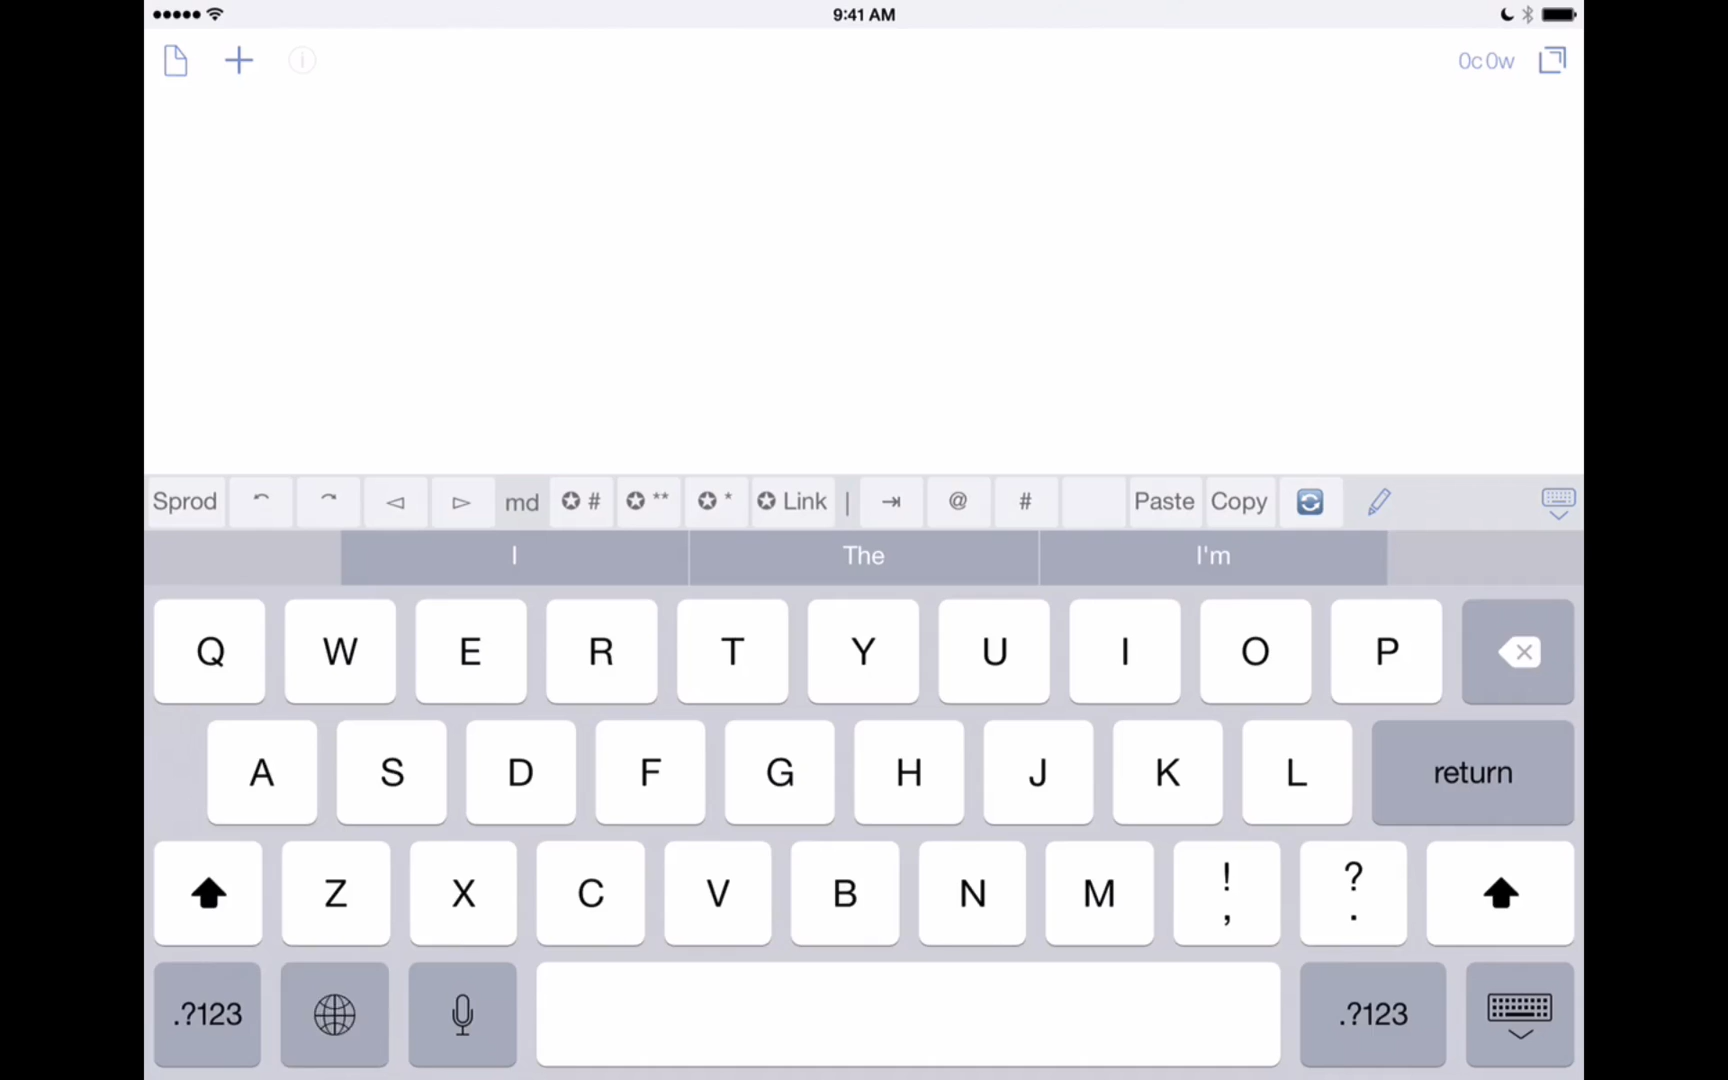 9:41 AM
0c 0w
Sprod md # ** * Link | @ # Paste Copy
I The I'm
Q W E R T Y U I O P
A S D F G H J K L return
Z X C V B N M ! , ? .
.?123 .?123